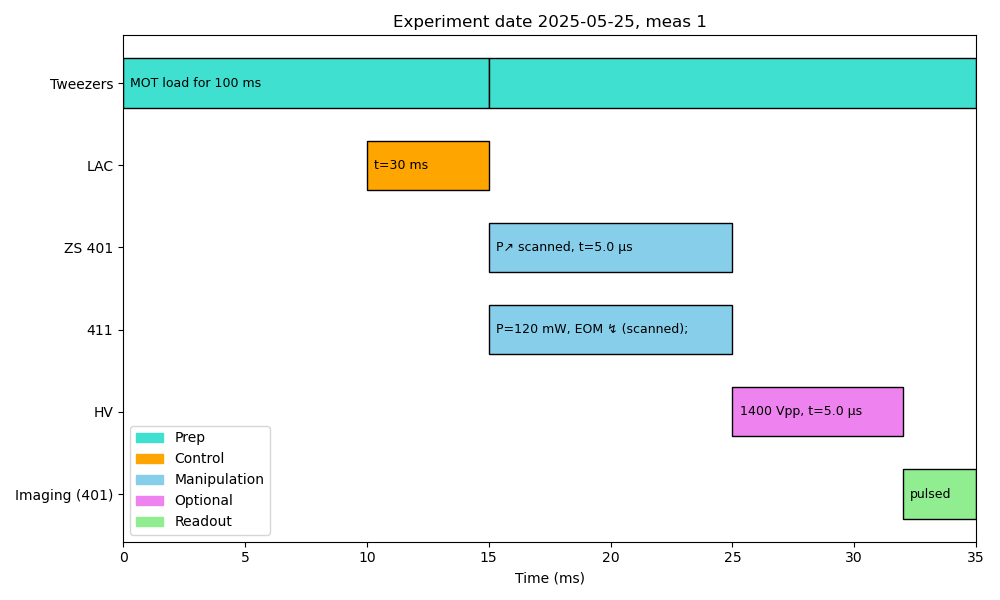 Experiment date 2025-05-25, meas 1
Tweezers
MOT load for 100 ms
LAC
t=30 ms
ZS 401
P↗ scanned, t=5.0 µs
411
P=120 mW, EOM ↯ (scanned);
HV
1400 Vpp, t=5.0 µs
Imaging (401)
pulsed
Prep
Control
Manipulation
Optional
Readout
0 5 10 15 20 25 30 35
Time (ms)